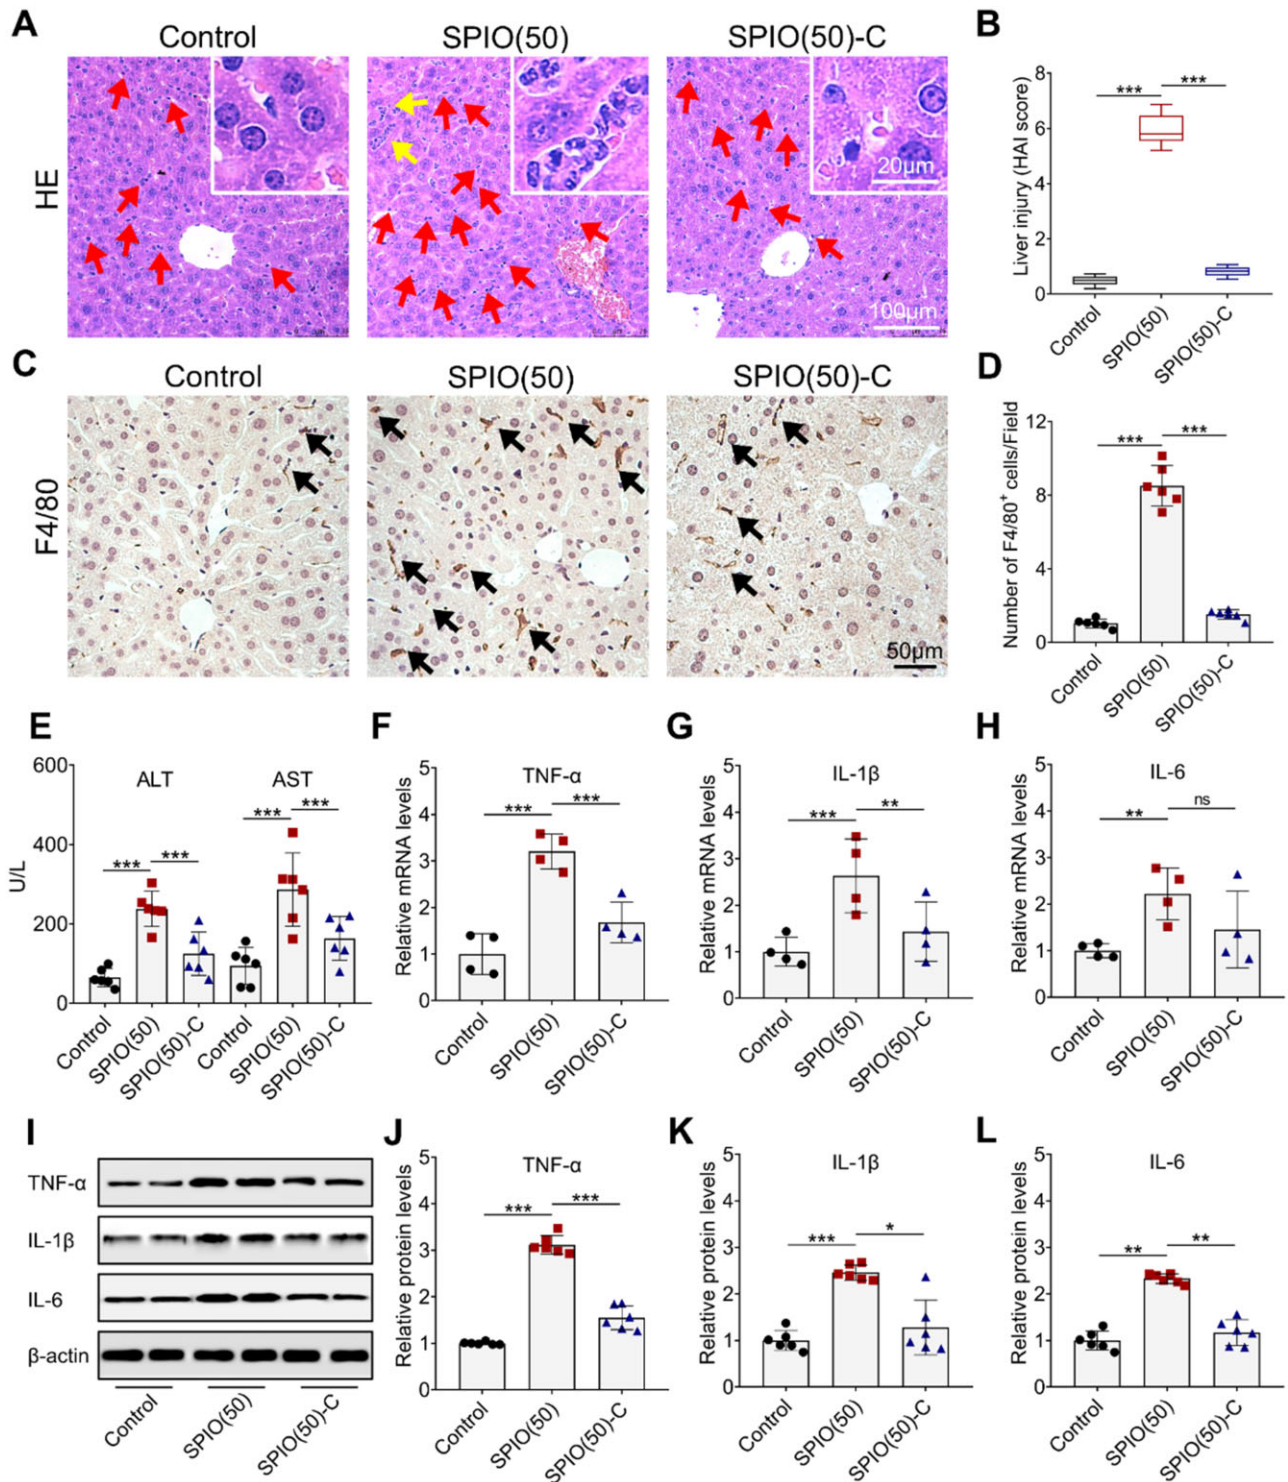 A
Control
SPIO(50)
SPIO(50)-C
HE
20μm
100μm
B
Liver injury (HAI score)
8
6
4
2
0
***
***
Control
SPIO(50)
SPIO(50)-C
C
Control
SPIO(50)
SPIO(50)-C
F4/80
50μm
D
Number of F4/80⁺ cells/Field
12
8
4
0
***
***
Control
SPIO(50)
SPIO(50)-C
E
U/L
600
400
200
0
ALT
AST
***
***
***
***
Control
SPIO(50)
SPIO(50)-C
Control
SPIO(50)
SPIO(50)-C
F
TNF-α
Relative mRNA levels
5
4
3
2
1
0
***
***
Control
SPIO(50)
SPIO(50)-C
G
IL-1β
Relative mRNA levels
5
4
3
2
1
0
***
**
Control
SPIO(50)
SPIO(50)-C
H
IL-6
Relative mRNA levels
5
4
3
2
1
0
**
ns
Control
SPIO(50)
SPIO(50)-C
I
TNF-α
IL-1β
IL-6
β-actin
Control
SPIO(50)
SPIO(50)-C
J
TNF-α
Relative protein levels
5
4
3
2
1
0
***
***
Control
SPIO(50)
SPIO(50)-C
K
IL-1β
Relative protein levels
5
4
3
2
1
0
***
*
Control
SPIO(50)
SPIO(50)-C
L
IL-6
Relative protein levels
5
4
3
2
1
0
**
**
Control
SPIO(50)
SPIO(50)-C